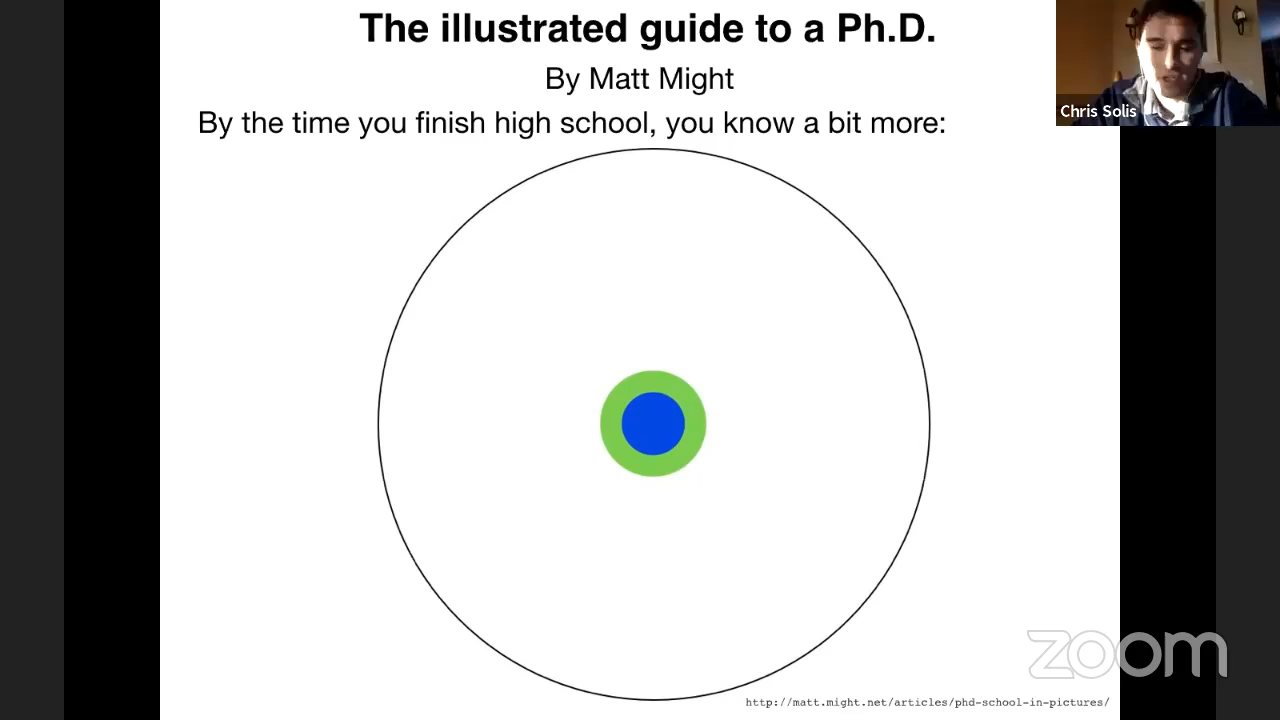 The illustrated guide to a Ph.D.
By Matt Might
By the time you finish high school, you know a bit more:
Chris Solis
zoom
http://matt.might.net/articles/phd-school-in-pictures/